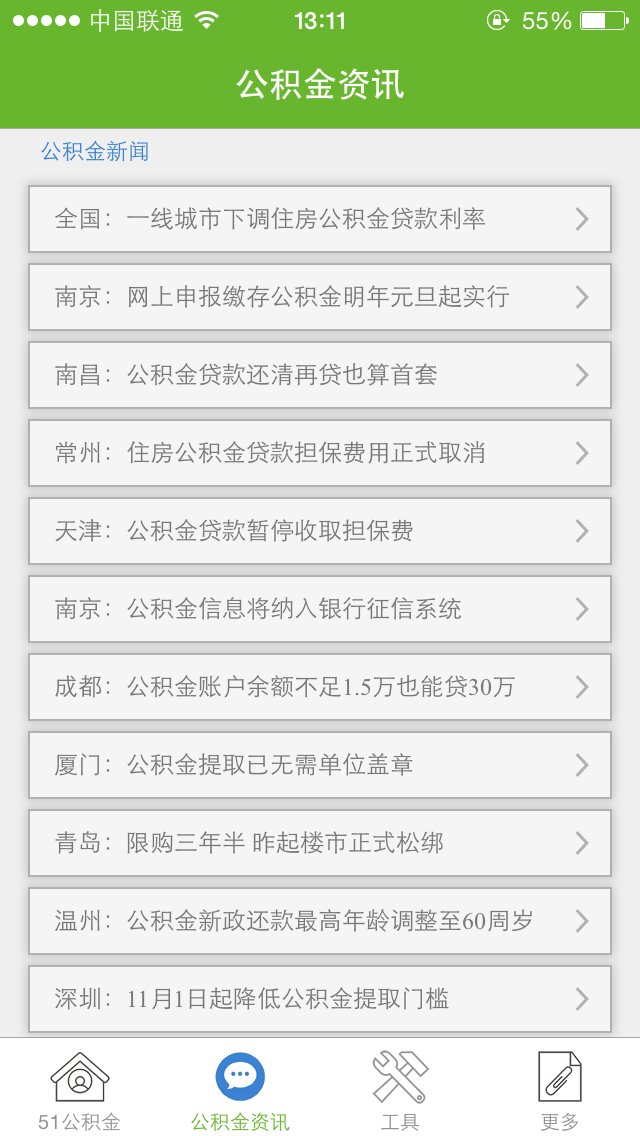 中国联通 13:11 55%
公积金资讯
公积金新闻
全国：一线城市下调住房公积金贷款利率
南京：网上申报缴存公积金明年元旦起实行
南昌：公积金贷款还清再贷也算首套
常州：住房公积金贷款担保费用正式取消
天津：公积金贷款暂停收取担保费
南京：公积金信息将纳入银行征信系统
成都：公积金账户余额不足1.5万也能贷30万
厦门：公积金提取已无需单位盖章
青岛：限购三年半 昨起楼市正式松绑
温州：公积金新政还款最高年龄调整至60周岁
深圳：11月1日起降低公积金提取门槛
51公积金 公积金资讯 工具 更多